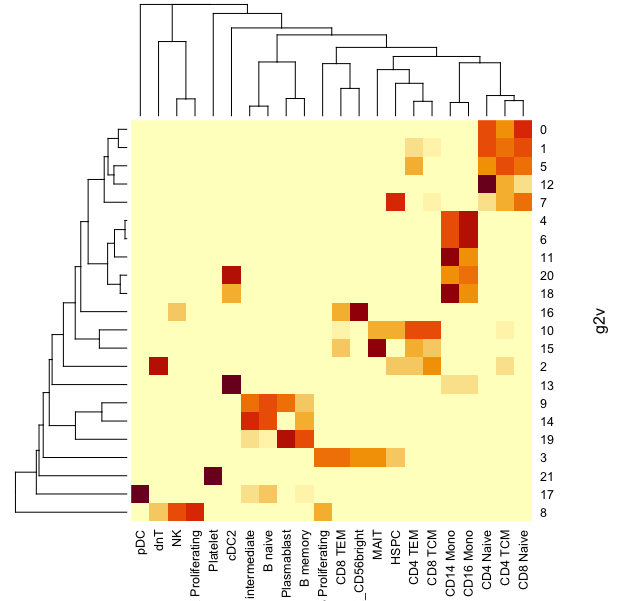 0
1
5
12
7
4
6
11
20
18
16
10
15
2
13
9
14
19
3
21
17
8
g2v
pDC
dnT
NK
Proliferating
Platelet
cDC2
intermediate
B naive
Plasmablast
B memory
Proliferating
CD8 TEM
_CD56bright
MAIT
HSPC
CD4 TEM
CD8 TCM
CD14 Mono
CD16 Mono
CD4 Naive
CD4 TCM
CD8 Naive